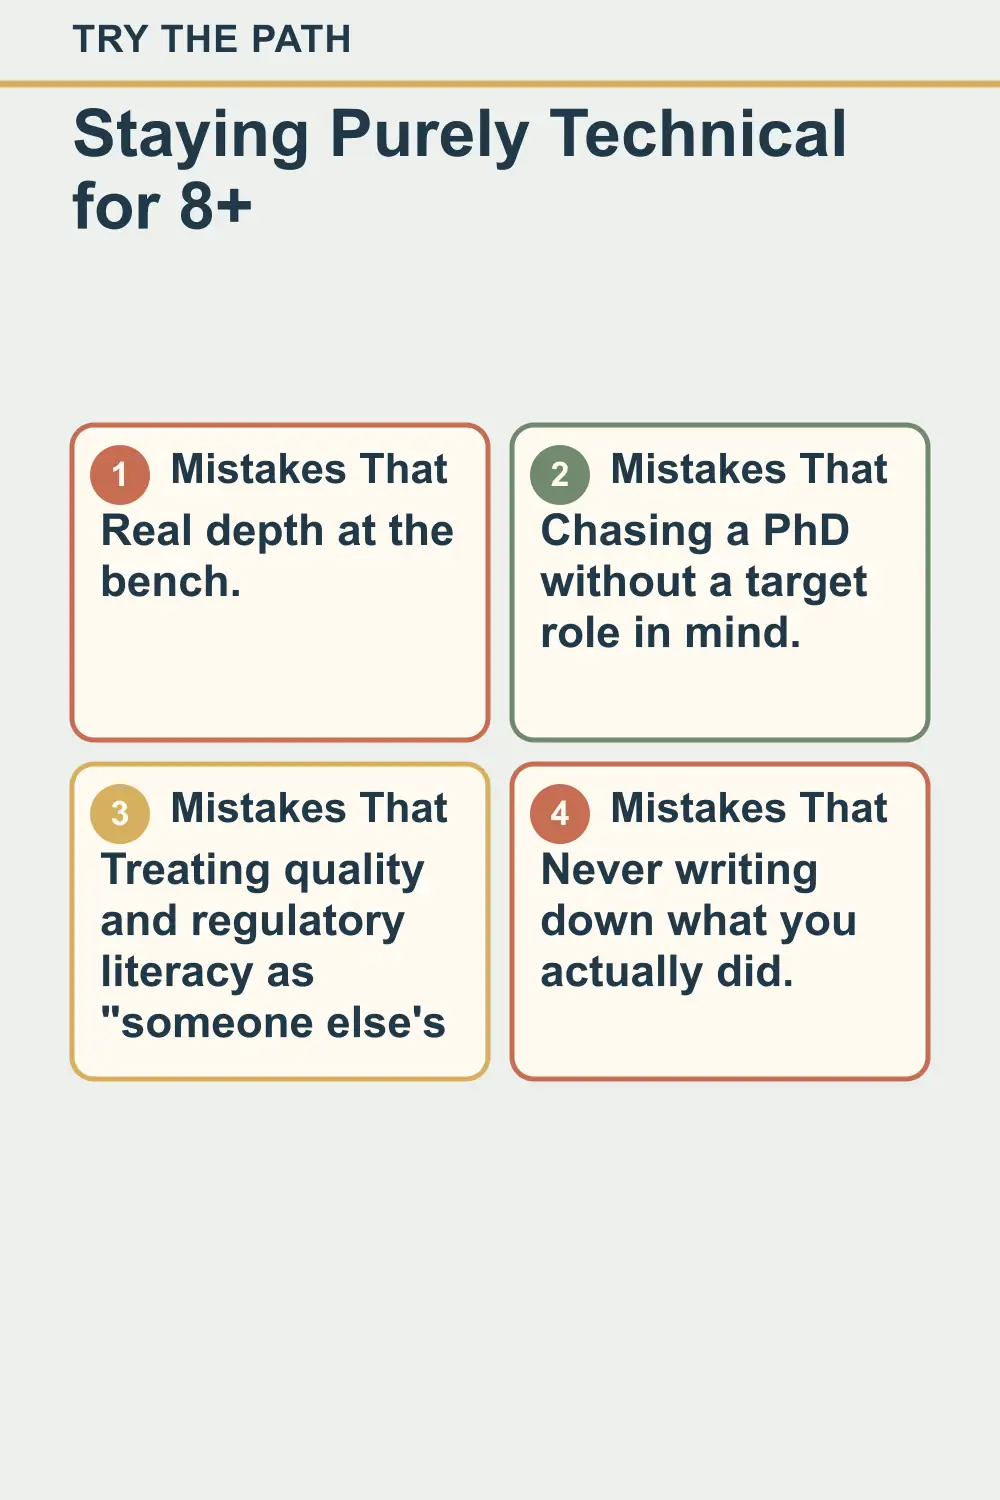 TRY THE PATH
Staying Purely Technical
for 8+
1 Mistakes That
Real depth at the
bench.
2 Mistakes That
Chasing a PhD
without a target
role in mind.
3 Mistakes That
Treating quality
and regulatory
literacy as
"someone else's
4 Mistakes That
Never writing
down what you
actually did.